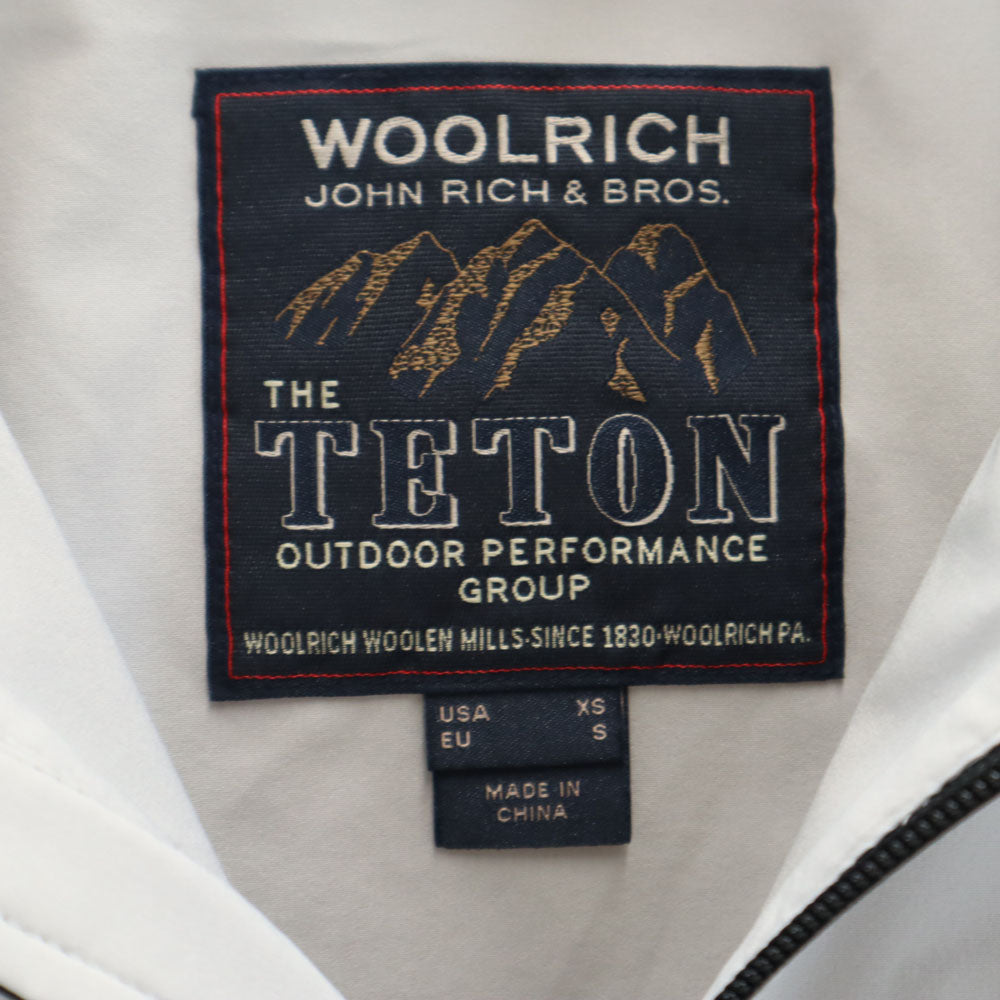 WOOLRICH
JOHN RICH & BROS.
THE
TETON
OUTDOOR PERFORMANCE
GROUP
WOOLRICH WOOLEN MILLS·SINCE 1830·WOOLRICH PA.
USA XS
EU S
MADE IN
CHINA